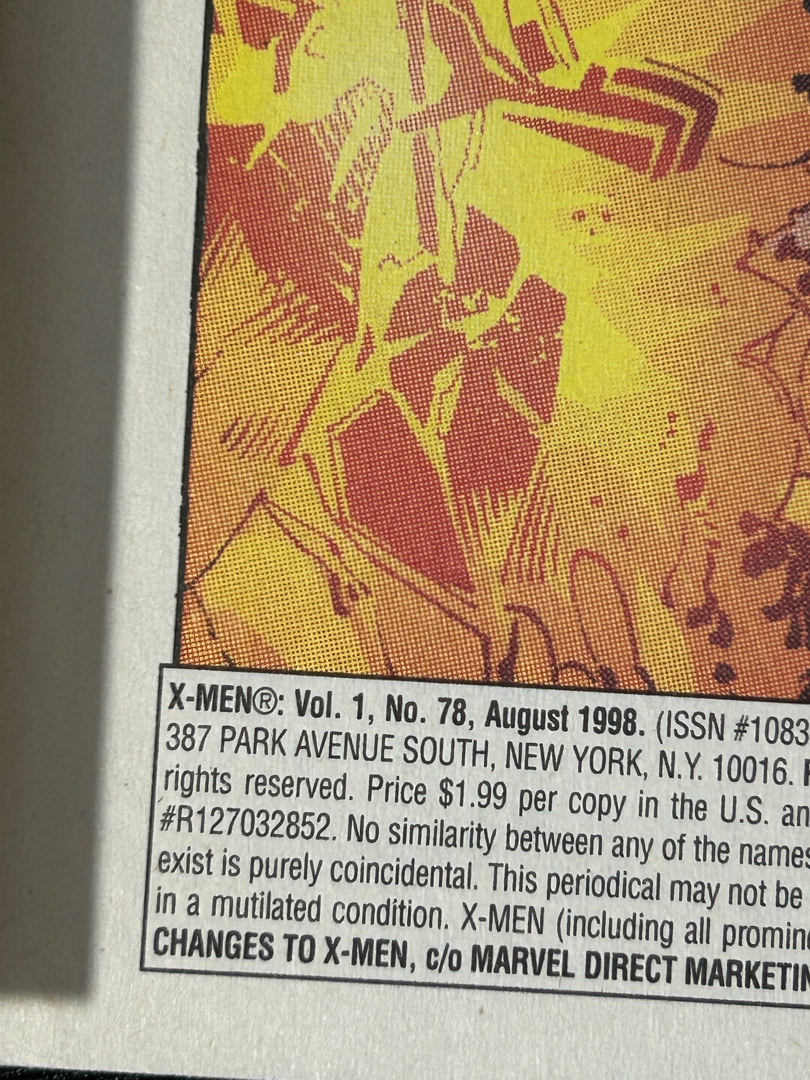 X-MEN®: Vol. 1, No. 78, August 1998. (ISSN #1083
387 PARK AVENUE SOUTH, NEW YORK, N.Y. 10016.
rights reserved. Price $1.99 per copy in the U.S. an
#R127032852. No similarity between any of the names
exist is purely coincidental. This periodical may not be
in a mutilated condition. X-MEN (including all promin
CHANGES TO X-MEN, c/o MARVEL DIRECT MARKETIN